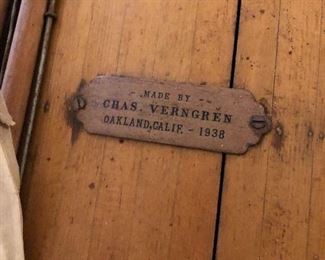 - MADE BY -
CHAS. VERNGREN
OAKLAND, CALIF. - 1938